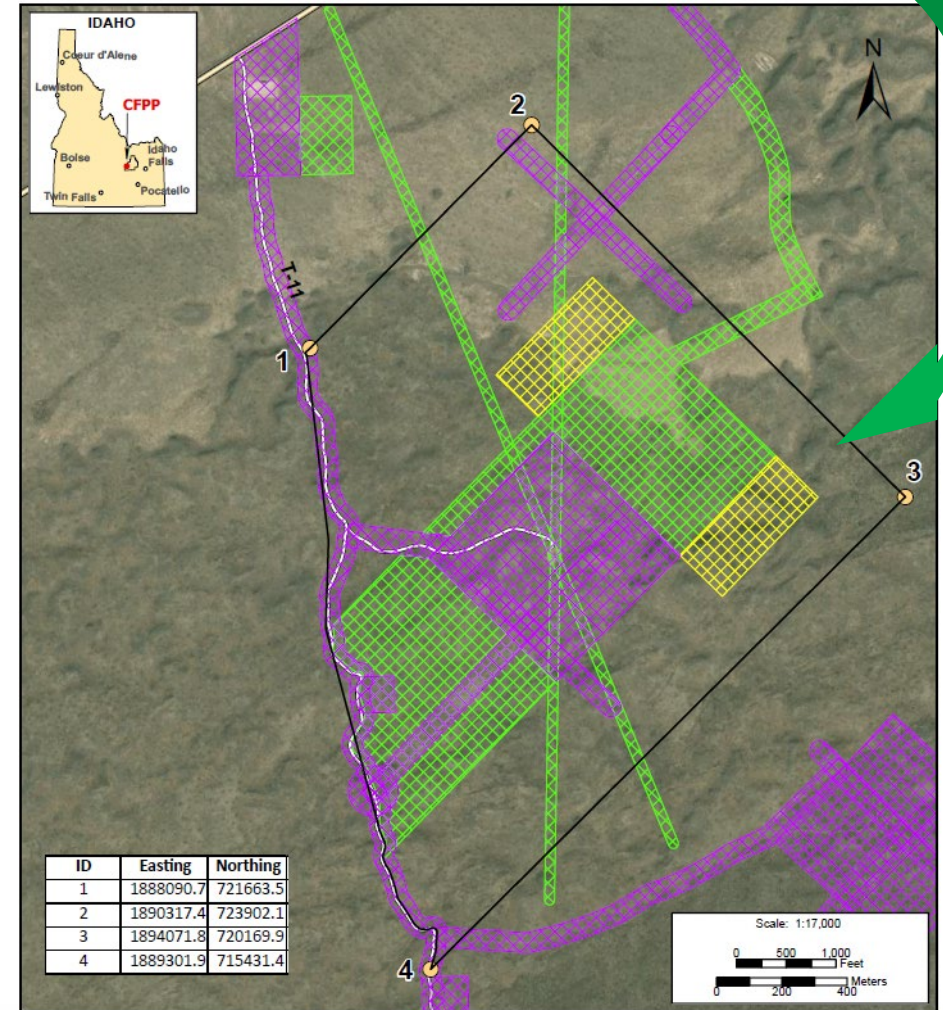 IDAHO
Coeur d'Alene
Lewiston
CFPP
Boise
Idaho
Falls
Twin Falls
Pocatello
N
2
T-11
1
3
4
ID Easting Northing
1 1888090.7 721663.5
2 1890317.4 723902.1
3 1894071.8 720169.9
4 1889301.9 715431.4
Scale: 1:17,000
0 500 1,000
Feet
Meters
0 200 400